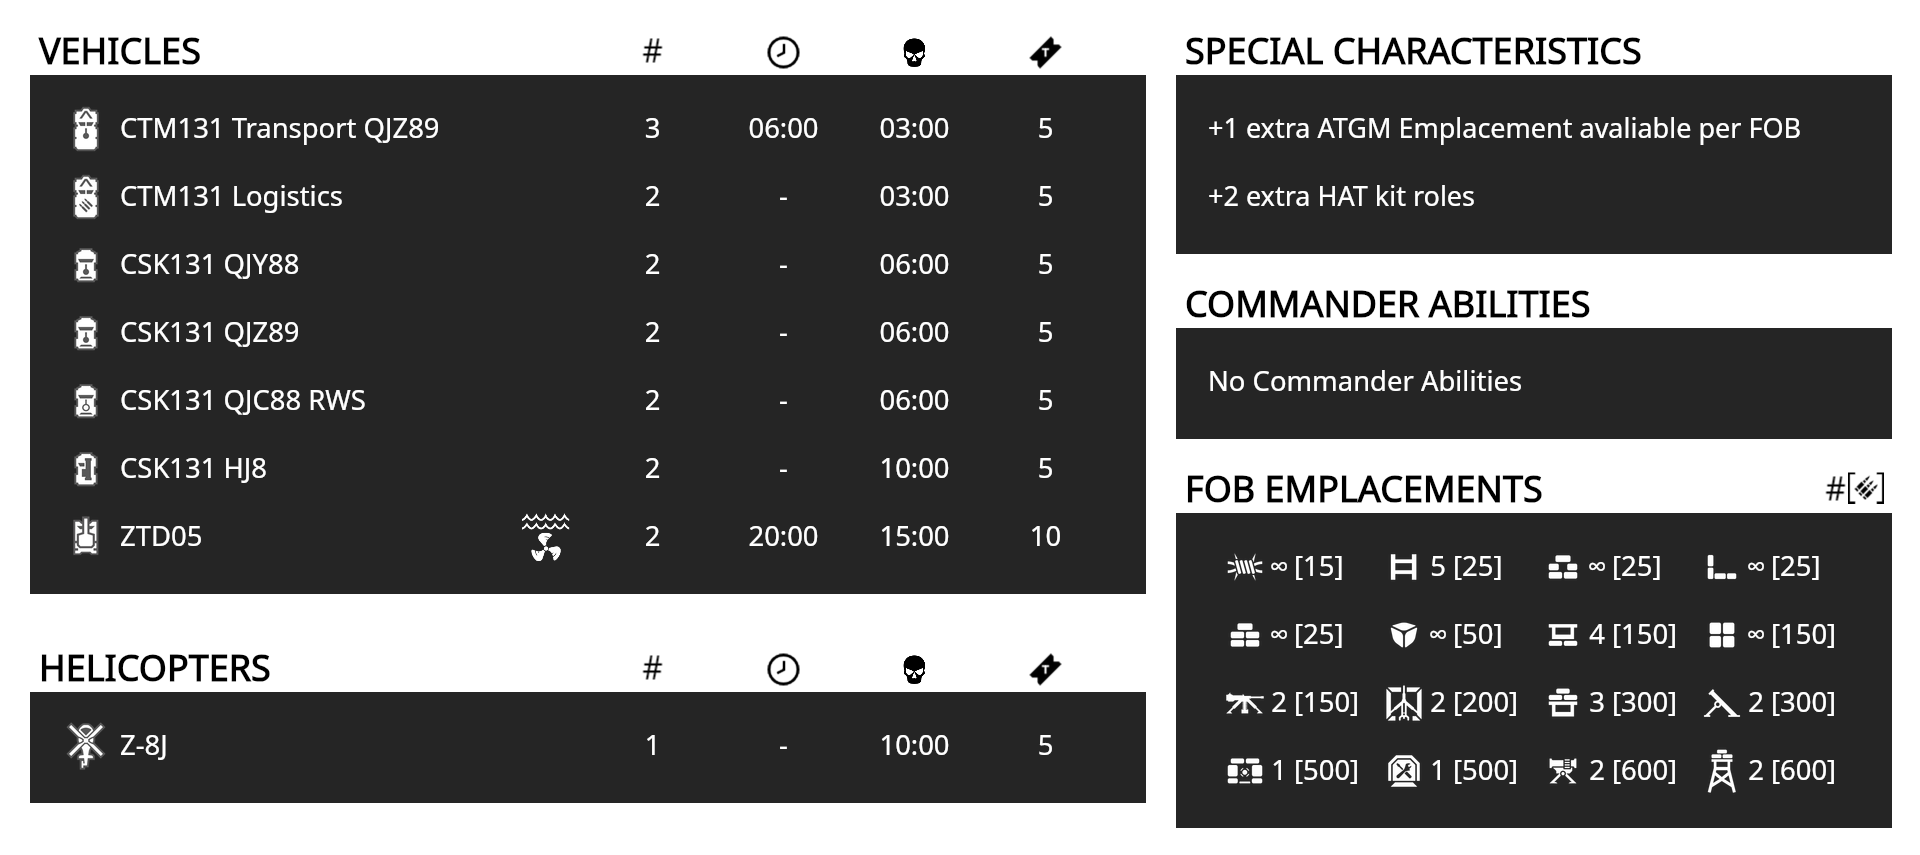 VEHICLES #
CTM131 Transport QJZ89 3 06:00 03:00 5
CTM131 Logistics 2 - 03:00 5
CSK131 QJY88 2 - 06:00 5
CSK131 QJZ89 2 - 06:00 5
CSK131 QJC88 RWS 2 - 06:00 5
CSK131 HJ8 2 - 10:00 5
ZTD05 2 20:00 15:00 10
HELICOPTERS #
Z-8J 1 - 10:00 5
SPECIAL CHARACTERISTICS
+1 extra ATGM Emplacement avaliable per FOB
+2 extra HAT kit roles
COMMANDER ABILITIES
No Commander Abilities
FOB EMPLACEMENTS #[ ]
∞ [15] 5 [25] ∞ [25] ∞ [25]
∞ [25] ∞ [50] 4 [150] ∞ [150]
2 [150] 2 [200] 3 [300] 2 [300]
1 [500] 1 [500] 2 [600] 2 [600]